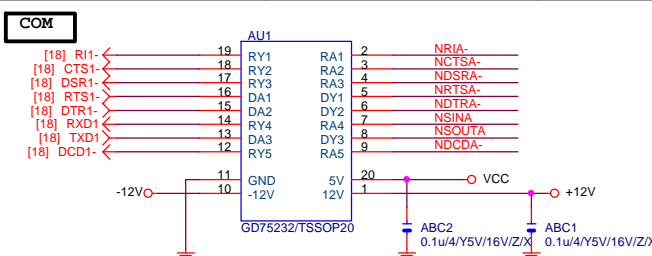 COM
AU1
[18] RI1- 19 RY1 RA1 2 NRIA-
[18] CTS1- 18 RY2 RA2 3 NCTSA-
[18] DSR1- 17 RY3 RA3 4 NDSRA-
[18] RTS1- 16 DA1 DY1 5 NRTSA-
[18] DTR1- 15 DA2 DY2 6 NDTRA-
[18] RXD1 14 RY4 RA4 7 NSINA
[18] TXD1 13 DA3 DY3 8 NSOUTA
[18] DCD1- 12 RY5 RA5 9 NDCDA-
11 GND 5V 20 VCC
-12V 10 -12V 12V 1 +12V
GD75232/TSSOP20
ABC2 ABC1
0.1u/4/Y5V/16V/Z/X 0.1u/4/Y5V/16V/Z/X